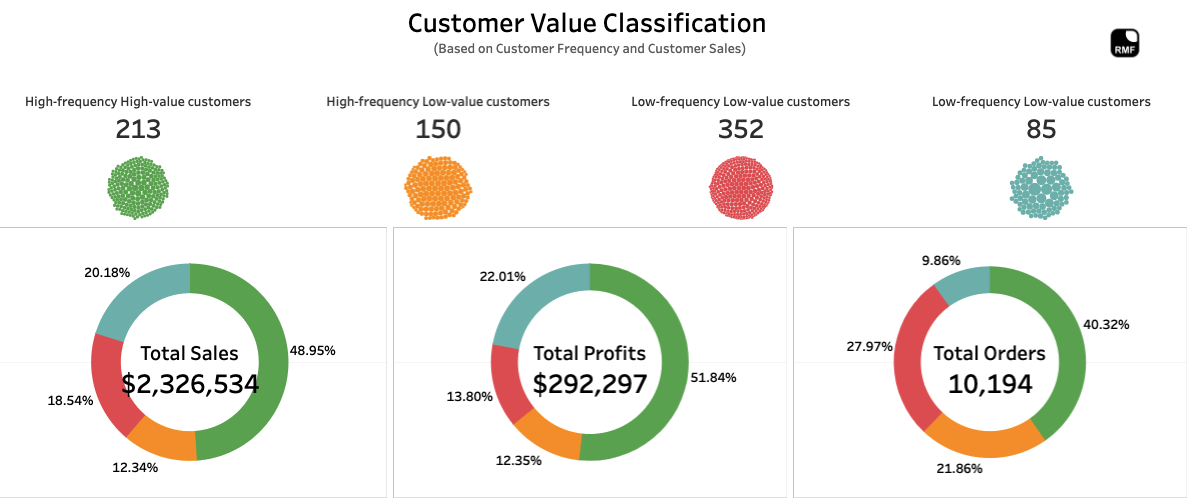 Customer Value Classification
(Based on Customer Frequency and Customer Sales)
RMF
High-frequency High-value customers
213
High-frequency Low-value customers
150
Low-frequency Low-value customers
352
Low-frequency Low-value customers
85
20.18%
48.95%
Total Sales
$2,326,534
18.54%
12.34%
22.01%
Total Profits
$292,297
51.84%
13.80%
12.35%
9.86%
40.32%
27.97%
Total Orders
10,194
21.86%